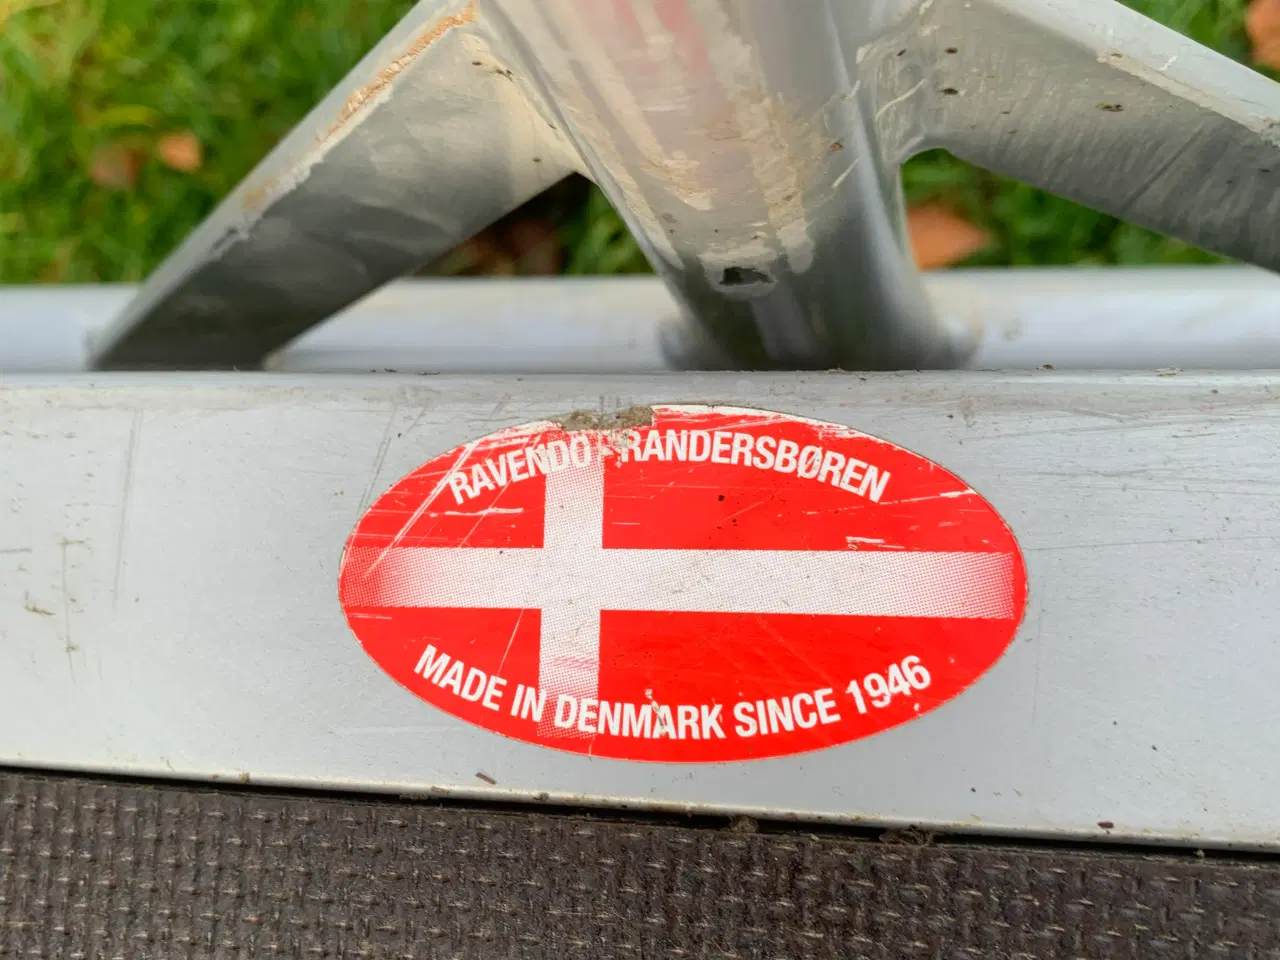 RAVENDO · RANDERSBØREN
MADE IN DENMARK SINCE 1946